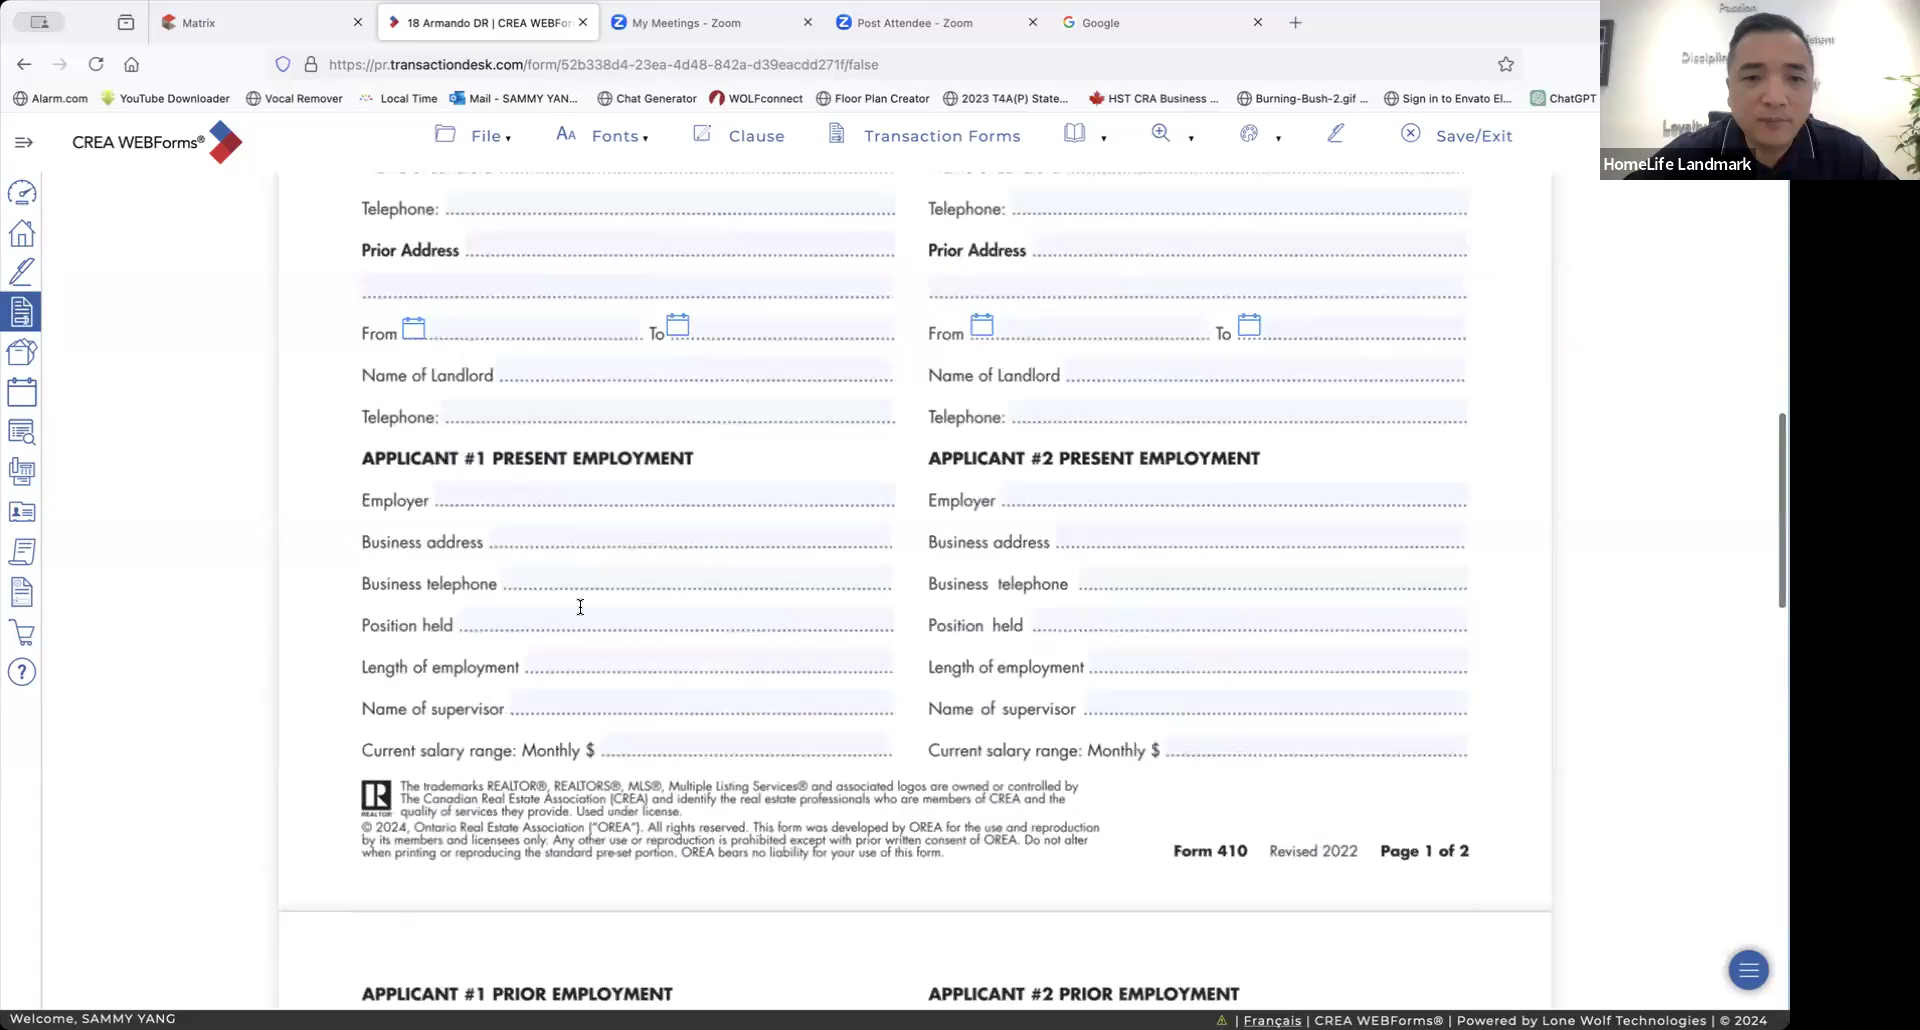 Matrix
18 Armando DR | CREA WEBFor
My Meetings - Zoom
Post Attendee - Zoom
Google
https://pr.transactiondesk.com/form/52b338d4-23ea-4d48-842a-d39eacdd271f/false
Alarm.com
YouTube Downloader
Vocal Remover
Local Time
Mail - SAMMY YAN...
Chat Generator
WOLFconnect
Floor Plan Creator
2023 T4A(P) State...
HST CRA Business ...
Burning-Bush-2.gif ...
Sign in to Envato El...
ChatGPT
Passion
HomeLife Landmark
CREA WEBForms®
File
Fonts
Clause
Transaction Forms
Save/Exit
Telephone: Telephone:
Prior Address Prior Address
From To From To
Name of Landlord Name of Landlord
Telephone: Telephone:
APPLICANT #1 PRESENT EMPLOYMENT APPLICANT #2 PRESENT EMPLOYMENT
Employer Employer
Business address Business address
Business telephone Business telephone
Position held Position held
Length of employment Length of employment
Name of supervisor Name of supervisor
Current salary range: Monthly $ Current salary range: Monthly $
REALTOR
The trademarks REALTOR®, REALTORS®, MLS®, Multiple Listing Services® and associated logos are owned or controlled by
The Canadian Real Estate Association (CREA) and identify the real estate professionals who are members of CREA and the
quality of services they provide. Used under license.
© 2024, Ontario Real Estate Association ("OREA"). All rights reserved. This form was developed by OREA for the use and reproduction
by its members and licensees only. Any other use or reproduction is prohibited except with prior written consent of OREA. Do not alter
when printing or reproducing the standard pre-set portion. OREA bears no liability for your use of this form.
Form 410 Revised 2022 Page 1 of 2
APPLICANT #1 PRIOR EMPLOYMENT APPLICANT #2 PRIOR EMPLOYMENT
Welcome, SAMMY YANG
| Français | CREA WEBForms® | Powered by Lone Wolf Technologies | © 2024